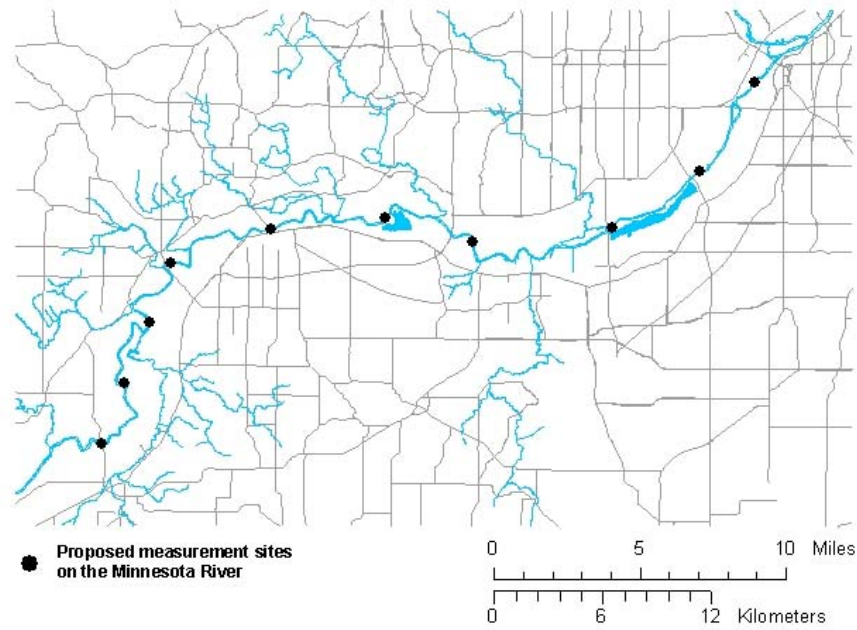 Proposed measurement sites
on the Minnesota River
0 5 10 Miles
0 6 12 Kilometers